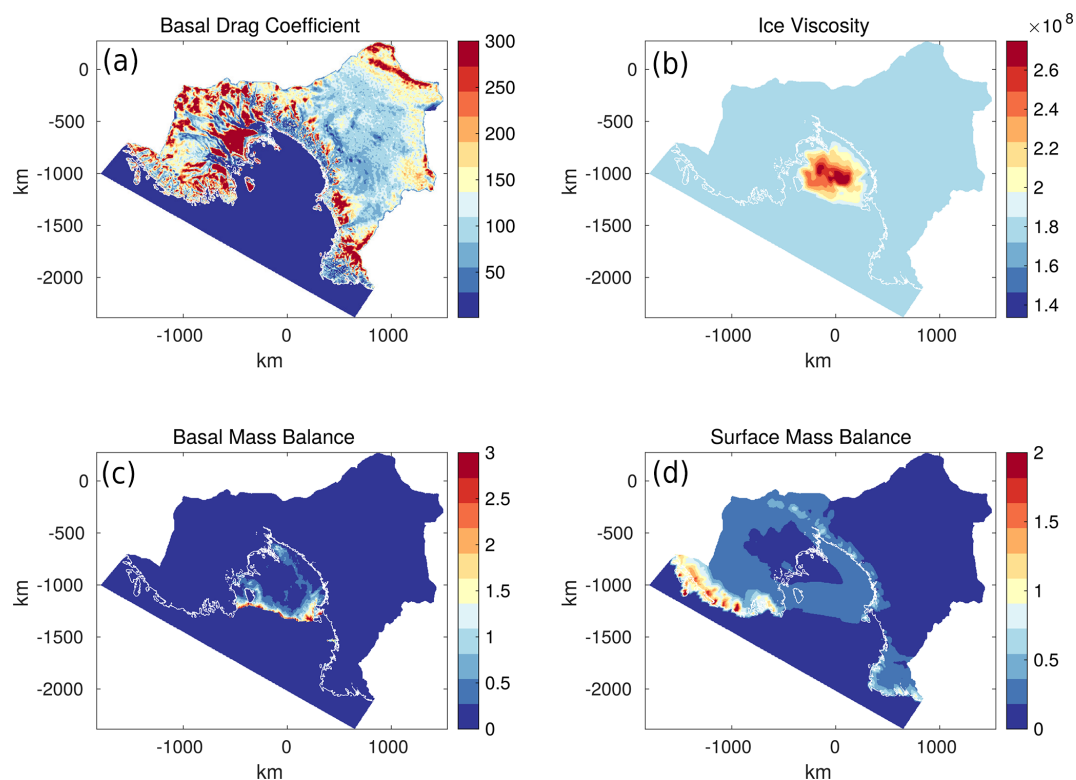 Basal Drag Coefficient
(a)
0
-500
-1000
-1500
-2000
km
-1000 0 1000
km
300
250
200
150
100
50
Ice Viscosity
×10⁸
(b)
0
-500
-1000
-1500
-2000
km
-1000 0 1000
km
2.6
2.4
2.2
2
1.8
1.6
1.4
Basal Mass Balance
(c)
0
-500
-1000
-1500
-2000
km
-1000 0 1000
km
3
2.5
2
1.5
1
0.5
0
Surface Mass Balance
(d)
0
-500
-1000
-1500
-2000
km
-1000 0 1000
km
2
1.5
1
0.5
0